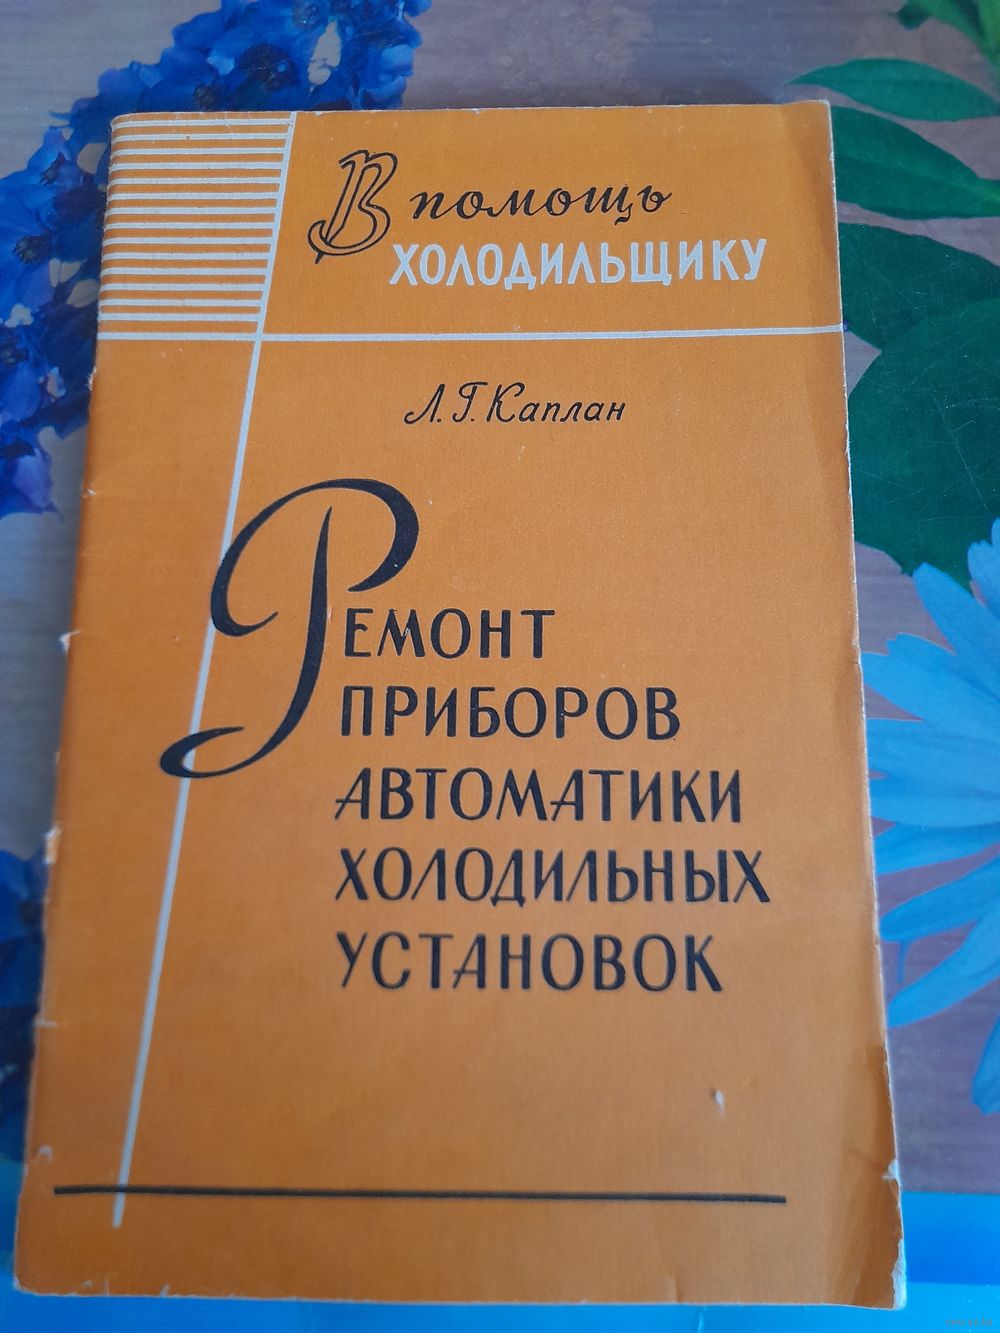 В помощь
ХОЛОДИЛЬЩИКУ
Л.Г.Каплан
РЕМОНТ
ПРИБОРОВ
АВТОМАТИКИ
ХОЛОДИЛЬНЫХ
УСТАНОВОК